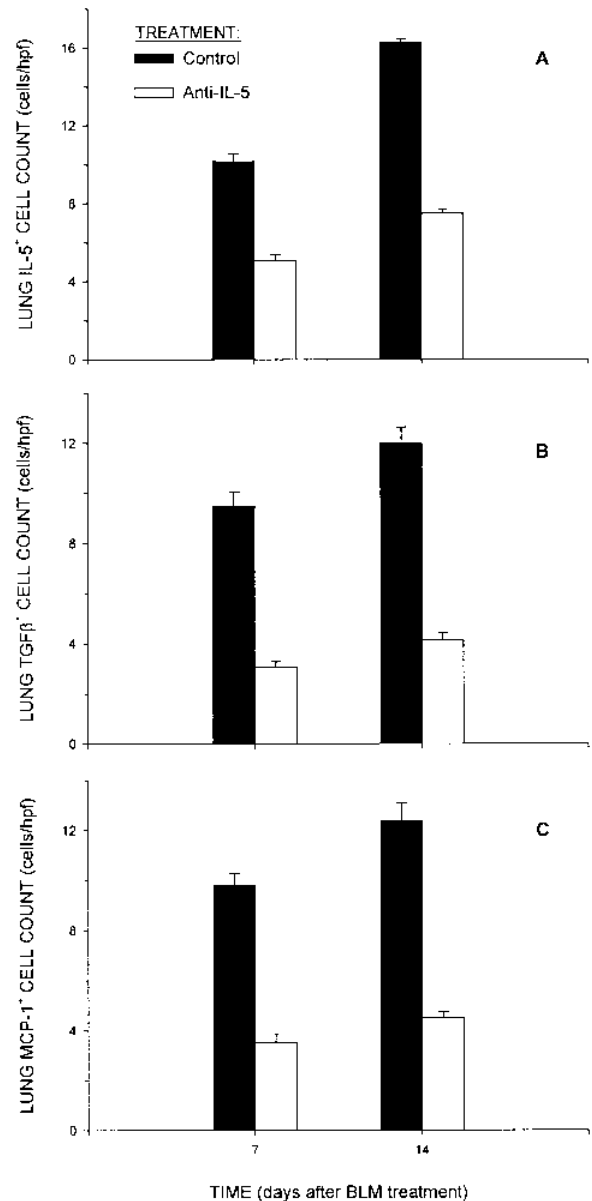 TREATMENT:
Control
Anti-IL-5
A
16
12
8
4
0
LUNG IL-5⁺ CELL COUNT (cells/hpf)
B
12
8
4
0
LUNG TGFβ⁺ CELL COUNT (cells/hpf)
C
12
8
4
0
LUNG MCP-1⁺ CELL COUNT (cells/hpf)
7
14
TIME (days after BLM treatment)